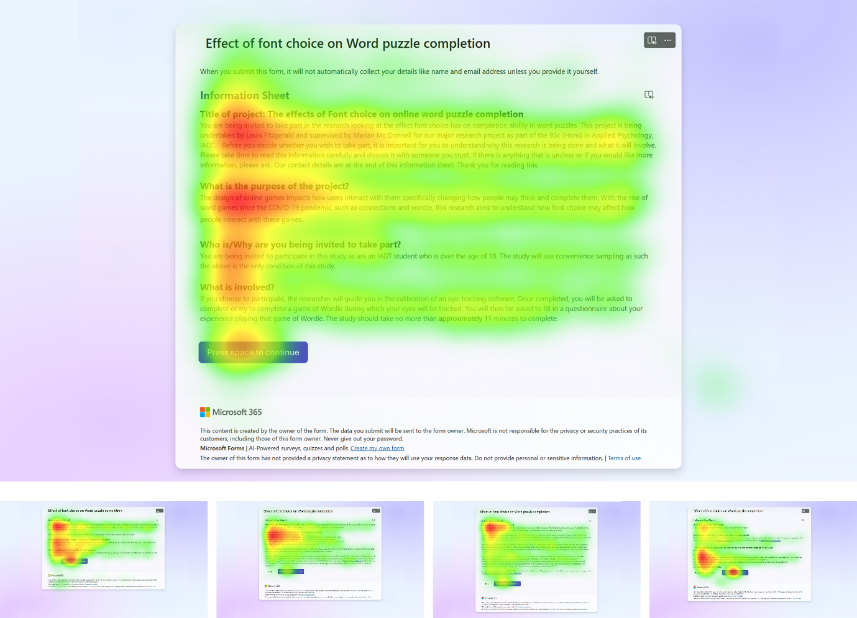 Effect of font choice on Word puzzle completion
When you submit this form, it will not automatically collect your details like name and email address unless you provide it yourself.
Information Sheet
Title of project: The effects of Font choice on online word puzzle completion
You are being invited to take part in the research looking at the effect font choice has on completion ability in word puzzles. This project is being
undertaken by Louis Fitzgerald and supervised by Marian Mc Donnell for our major research project as part of the BSc (Hons) in Applied Psychology,
IADT. Before you decide whether you wish to take part, it is important for you to understand why this research is being done and what it will involve.
Please take time to read this information carefully and discuss it with someone you trust. If there is anything that is unclear or if you would like more
information, please ask. Our contact details are at the end of this information sheet. Thank you for reading this.
What is the purpose of the project?
The design of online games impacts how users interact with them specifically changing how people may think and complete them. With the rise of
word games since the COVID-19 pandemic, such as connections and wordle, this research aims to understand how font choice may affect how
people interact with these games.
Who is/Why are you being invited to take part?
You are being invited to participate in this study as are an IADT student who is over the age of 18. The study will use convenience sampling as such
the above is the only condition of this study.
What is involved?
If you choose to participate, the researcher will guide you in the calibration of an eye-tracking software. Once completed, you will be asked to
complete or try to complete a game of Wordle during which your eyes will be tracked. You will then be asked to fill in a questionnaire about your
experience playing that game of Wordle. The study should take no more than approximately 11 minutes to complete.
Press space to continue
Microsoft 365
This content is created by the owner of the form. The data you submit will be sent to the form owner. Microsoft is not responsible for the privacy or security practices of its
customers, including those of this form owner. Never give out your password.
Microsoft Forms | AI-Powered surveys, quizzes and polls Create my own form
The owner of this form has not provided a privacy statement as to how they will use your response data. Do not provide personal or sensitive information. | Terms of use